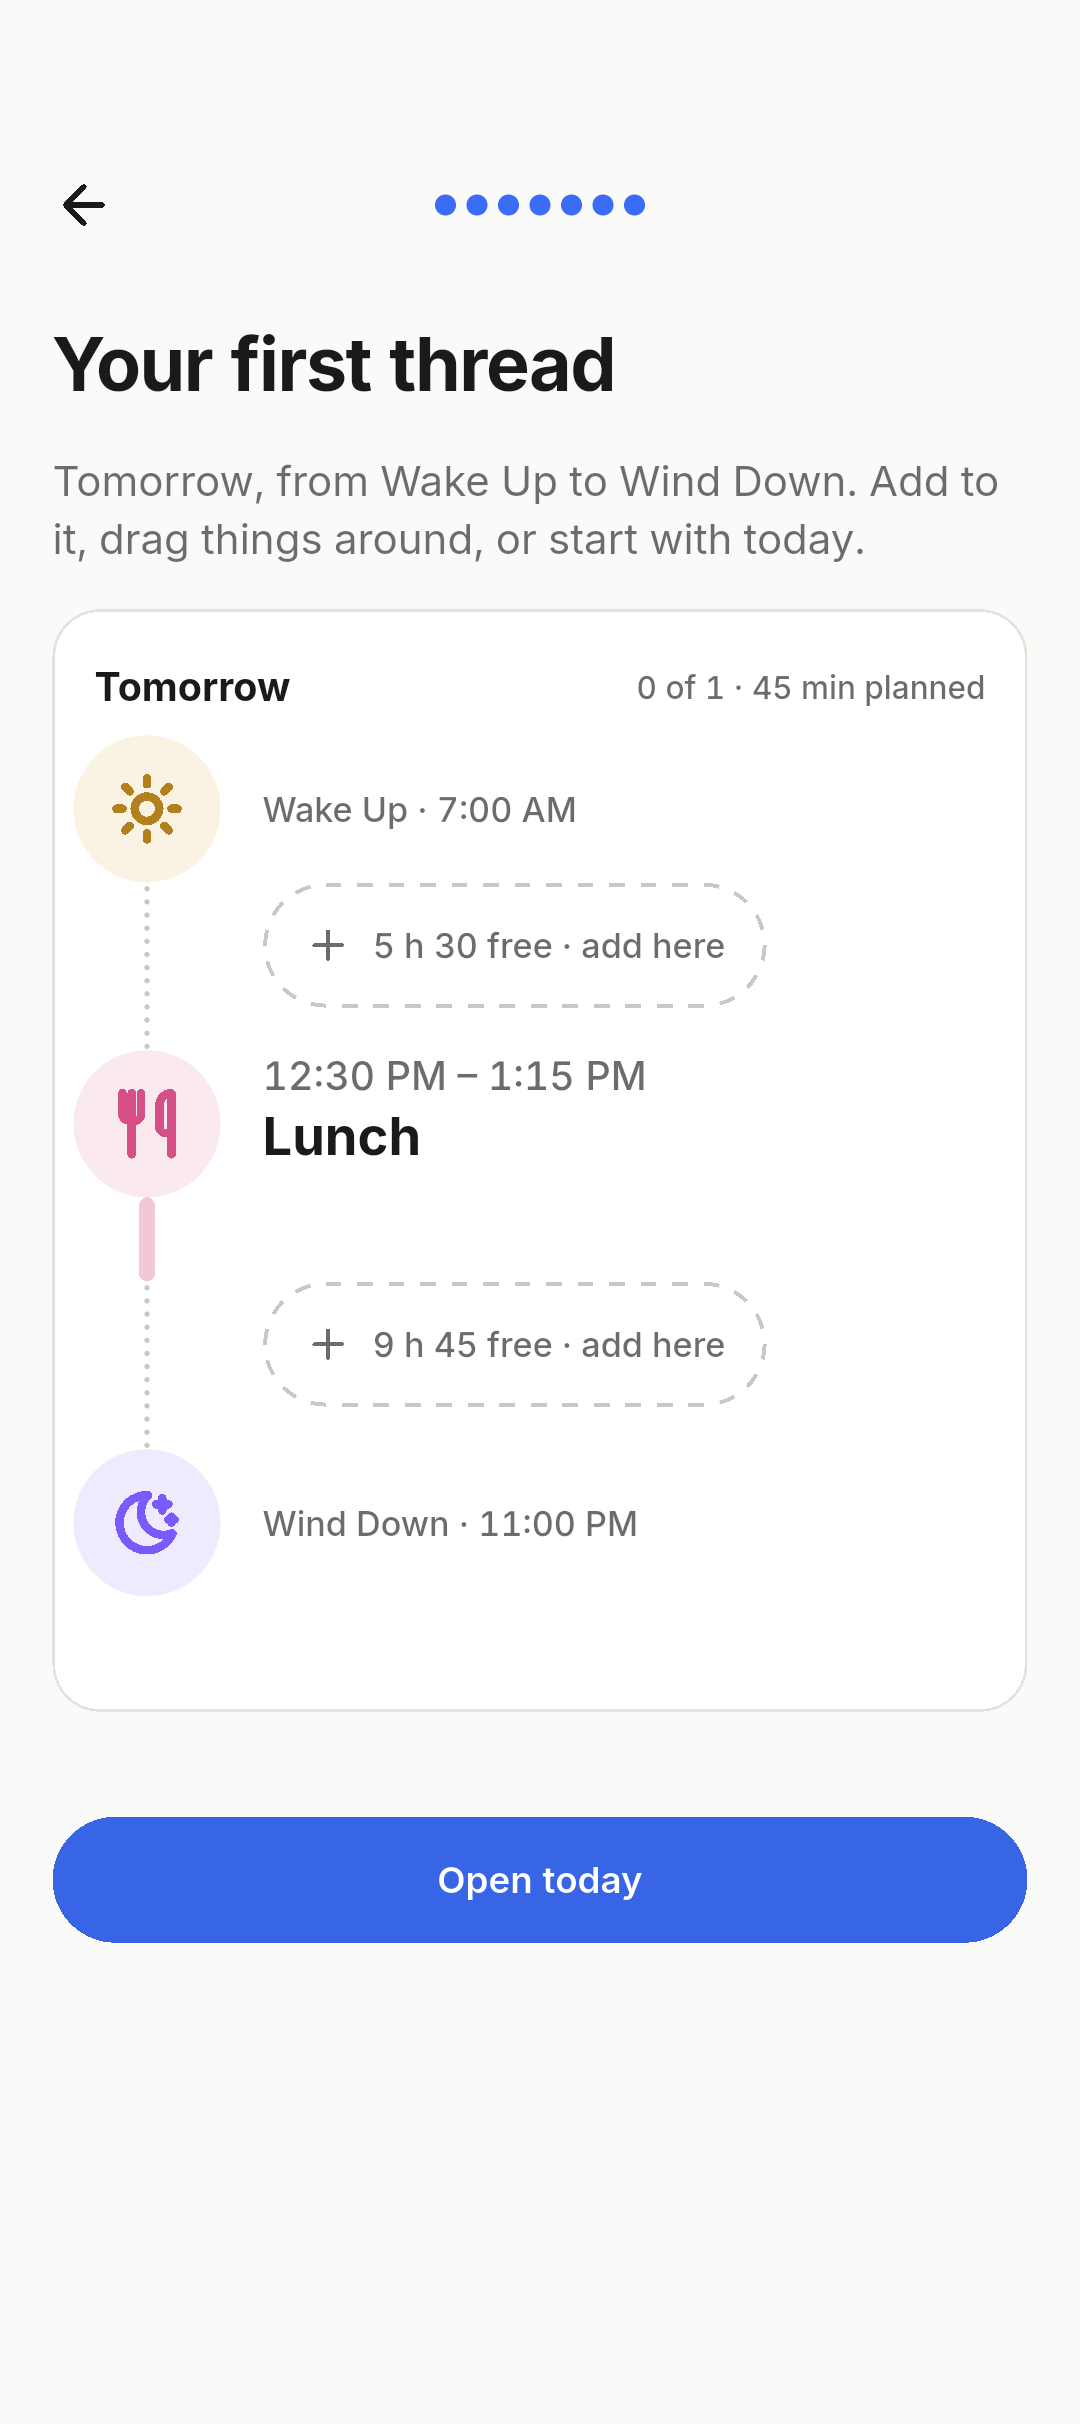 Your first thread
Tomorrow, from Wake Up to Wind Down. Add to
it, drag things around, or start with today.
Tomorrow
0 of 1 · 45 min planned
Wake Up · 7:00 AM
5 h 30 free · add here
12:30 PM – 1:15 PM
Lunch
9 h 45 free · add here
Wind Down · 11:00 PM
Open today